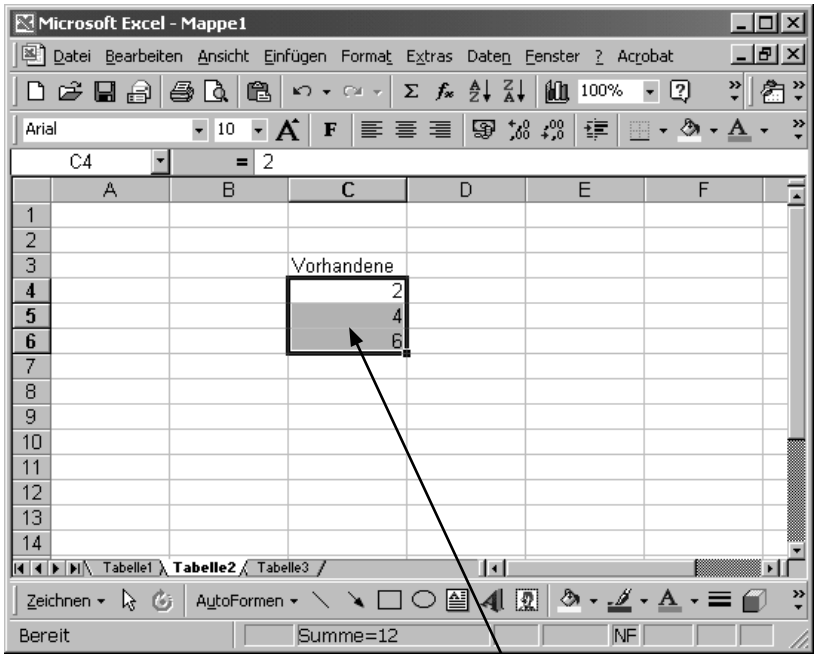 Microsoft Excel - Mappe1
Datei Bearbeiten Ansicht Einfügen Format Extras Daten Fenster ? Acrobat
Σ fx A Z Z A 100% ?
Arial 10 A F A
C4 = 2
A B C D E F
1
2
3 Vorhandene
4 2
5 4
6 6
7
8
9
10
11
12
13
14
Tabelle1 Tabelle2 Tabelle3
Zeichnen AutoFormen A A
Bereit Summe=12 NF